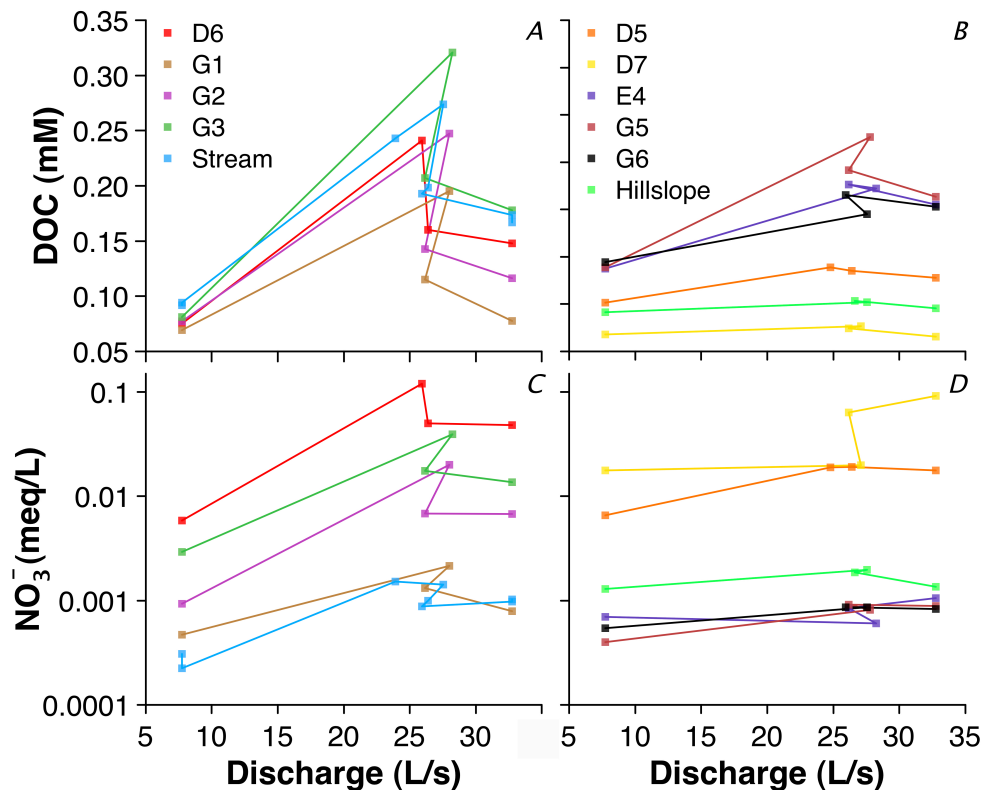 A
B
D6
G1
G2
G3
Stream
D5
D7
E4
G5
G6
Hillslope
0.35
0.30
0.25
0.20
0.15
0.10
0.05
DOC (mM)
C
D
0.1
0.01
0.001
0.0001
NO₃⁻ (meq/L)
5 10 15 20 25 30 5 10 15 20 25 30 35
Discharge (L/s) Discharge (L/s)